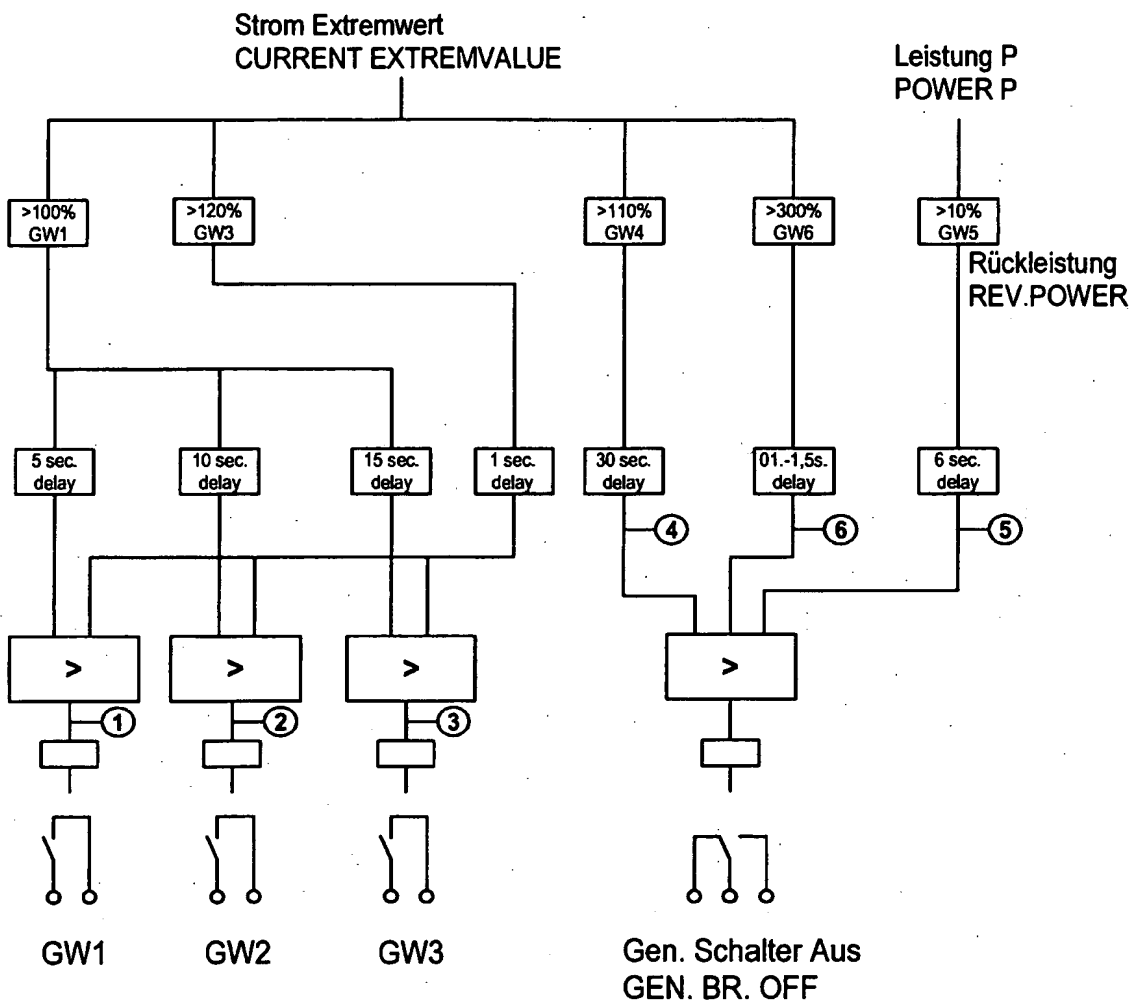 Strom Extremwert
CURRENT EXTREMVALUE
Leistung P
POWER P
>100%
GW1
>120%
GW3
>110%
GW4
>300%
GW6
>10%
GW5
Rückleistung
REV.POWER
5 sec.
delay
10 sec.
delay
15 sec.
delay
1 sec.
delay
30 sec.
delay
01.-1,5s.
delay
6 sec.
delay
4
6
5
>
>
>
>
1
2
3
GW1
GW2
GW3
Gen. Schalter Aus
GEN. BR. OFF